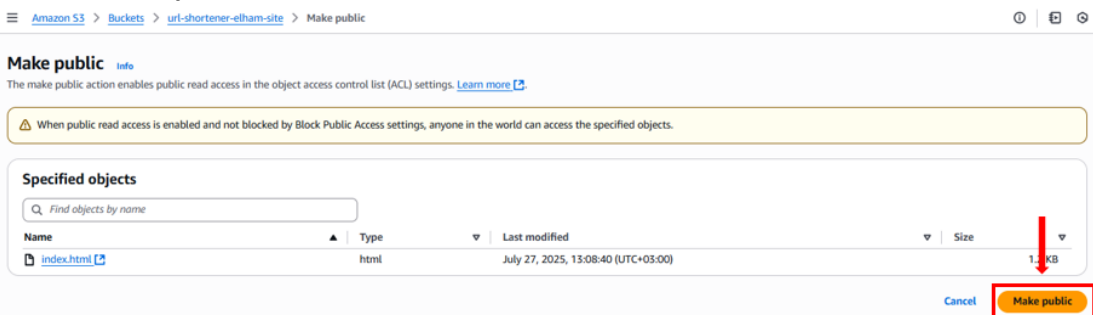 Amazon S3 > Buckets > url-shortener-elham-site > Make public
Make public Info
The make public action enables public read access in the object access control list (ACL) settings. Learn more
When public read access is enabled and not blocked by Block Public Access settings, anyone in the world can access the specified objects.
Specified objects
Find objects by name
Name Type Last modified Size
index.html html July 27, 2025, 13:08:40 (UTC+03:00) KB
Cancel Make public